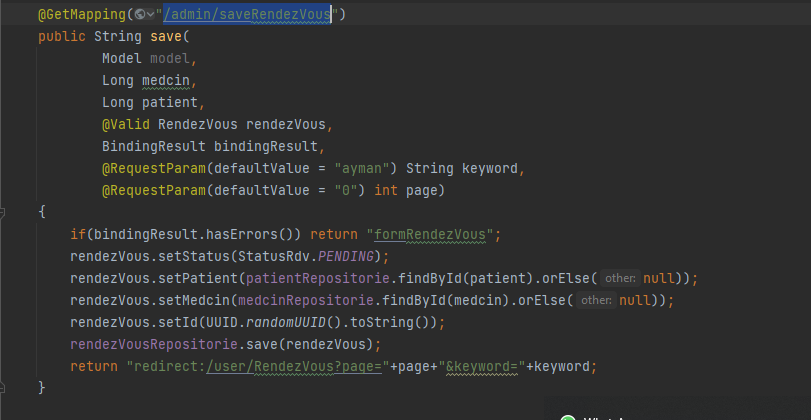 @GetMapping("/admin/saveRendezVous")
public String save(
Model model,
Long medcin,
Long patient,
@Valid RendezVous rendezVous,
BindingResult bindingResult,
@RequestParam(defaultValue = "ayman") String keyword,
@RequestParam(defaultValue = "0") int page)
{
if(bindingResult.hasErrors()) return "formRendezVous";
rendezVous.setStatus(StatusRdv.PENDING);
rendezVous.setPatient(patientRepositorie.findById(patient).orElse( other: null));
rendezVous.setMedcin(medcinRepositorie.findById(medcin).orElse( other: null));
rendezVous.setId(UUID.randomUUID().toString());
rendezVousRepositorie.save(rendezVous);
return "redirect:/user/RendezVous?page="+page+"&keyword="+keyword;
}